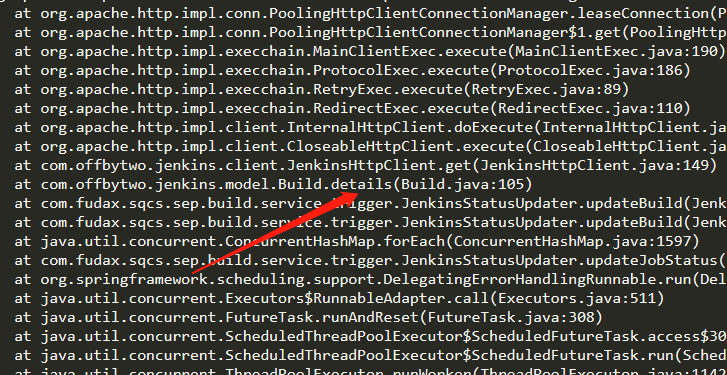 at org.apache.http.impl.conn.PoolingHttpClientConnectionManager.leaseConnection(P
at org.apache.http.impl.conn.PoolingHttpClientConnectionManager$1.get(PoolingHttp
at org.apache.http.impl.execchain.MainClientExec.execute(MainClientExec.java:190)
at org.apache.http.impl.execchain.ProtocolExec.execute(ProtocolExec.java:186)
at org.apache.http.impl.execchain.RetryExec.execute(RetryExec.java:89)
at org.apache.http.impl.execchain.RedirectExec.execute(RedirectExec.java:110)
at org.apache.http.impl.client.InternalHttpClient.doExecute(InternalHttpClient.ja
at org.apache.http.impl.client.CloseableHttpClient.execute(CloseableHttpClient.ja
at com.offbytwo.jenkins.client.JenkinsHttpClient.get(JenkinsHttpClient.java:149)
at com.offbytwo.jenkins.model.Build.details(Build.java:105)
at com.fudax.sqcs.sep.build.service.trigger.JenkinsStatusUpdater.updateBuild(Jenk
at com.fudax.sqcs.sep.build.service.trigger.JenkinsStatusUpdater.updateBuild(Jenk
at java.util.concurrent.ConcurrentHashMap.forEach(ConcurrentHashMap.java:1597)
at com.fudax.sqcs.sep.build.service.trigger.JenkinsStatusUpdater.updateJobStatus(
at org.springframework.scheduling.support.DelegatingErrorHandlingRunnable.run(Del
at java.util.concurrent.Executors$RunnableAdapter.call(Executors.java:511)
at java.util.concurrent.FutureTask.runAndReset(FutureTask.java:308)
at java.util.concurrent.ScheduledThreadPoolExecutor$ScheduledFutureTask.access$30
at java.util.concurrent.ScheduledThreadPoolExecutor$ScheduledFutureTask.run(Sched
at java.util.concurrent.ThreadPoolExecutor.runWorker(ThreadPoolExecutor.java:1142